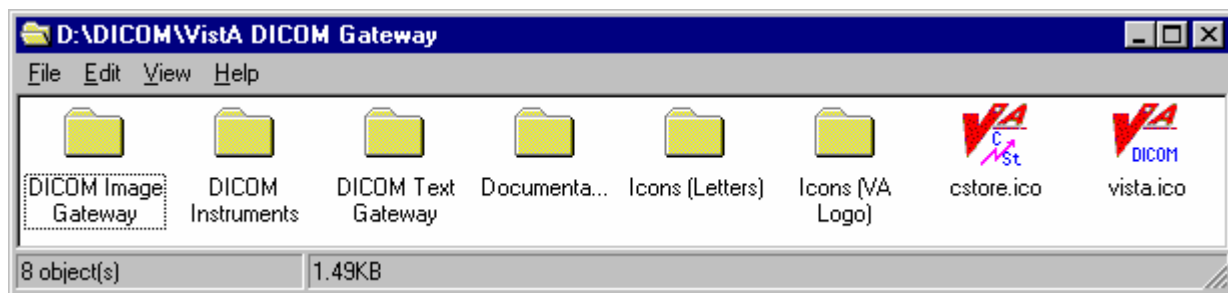 D:\DICOM\VistA DICOM Gateway
File Edit View Help
DICOM Image
Gateway
DICOM
Instruments
DICOM Text
Gateway
Documenta...
Icons (Letters)
Icons (VA
Logo)
VA
C
St
cstore.ico
VA
DICOM
vista.ico
8 object(s)
1.49KB